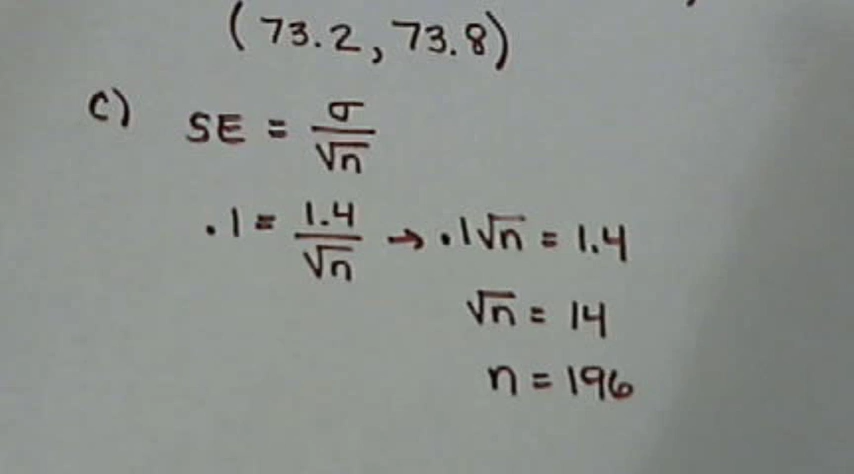 (73.2, 73.8)
c) SE = σ/√n
.1 = 1.4/√n → .1√n = 1.4
√n = 14
n = 196